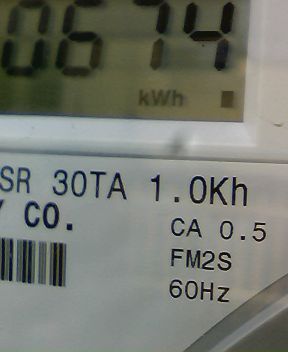 0674
kWh
SR 30TA 1.0Kh
Y CO.
CA 0.5
FM2S
60Hz